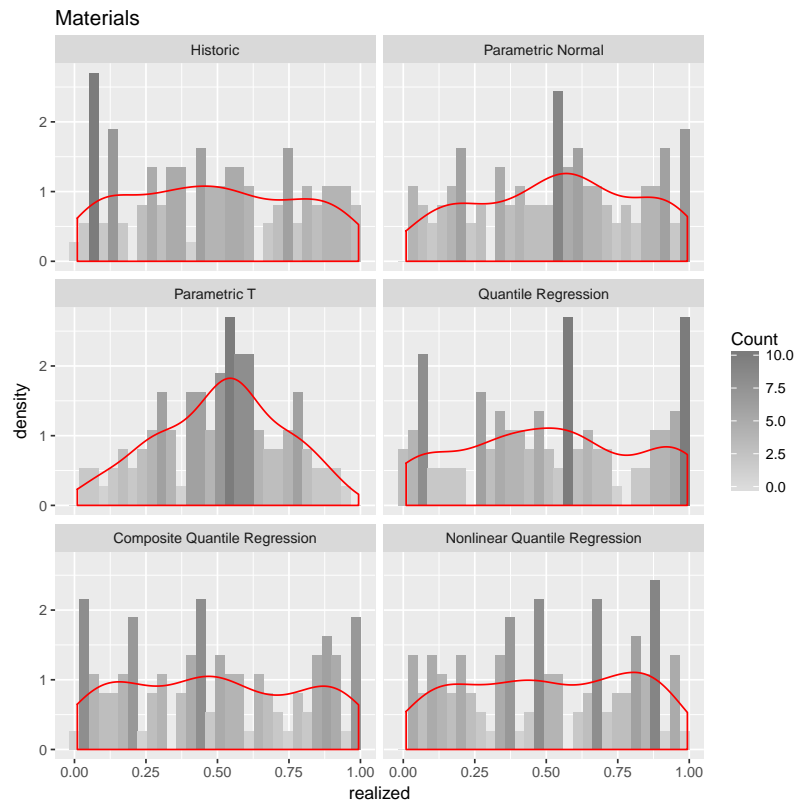 Materials
Historic
Parametric Normal
2
1
0
Parametric T
Quantile Regression
2
1
0
density
Composite Quantile Regression
Nonlinear Quantile Regression
2
1
0
0.00 0.25 0.50 0.75 1.00
0.00 0.25 0.50 0.75 1.00
realized
Count
10.0
7.5
5.0
2.5
0.0